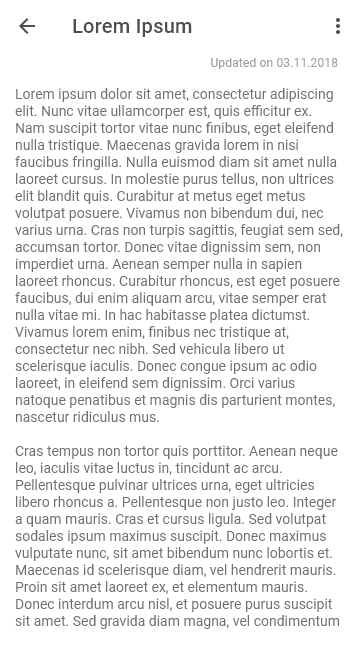 Lorem Ipsum
Updated on 03.11.2018
Lorem ipsum dolor sit amet, consectetur adipiscing
elit. Nunc vitae ullamcorper est, quis efficitur ex.
Nam suscipit tortor vitae nunc finibus, eget eleifend
nulla tristique. Maecenas gravida lorem in nisi
faucibus fringilla. Nulla euismod diam sit amet nulla
laoreet cursus. In molestie purus tellus, non ultrices
elit blandit quis. Curabitur at metus eget metus
volutpat posuere. Vivamus non bibendum dui, nec
varius urna. Cras non turpis sagittis, feugiat sem sed,
accumsan tortor. Donec vitae dignissim sem, non
imperdiet urna. Aenean semper nulla in sapien
laoreet rhoncus. Curabitur rhoncus, est eget posuere
faucibus, dui enim aliquam arcu, vitae semper erat
nulla vitae mi. In hac habitasse platea dictumst.
Vivamus lorem enim, finibus nec tristique at,
consectetur nec nibh. Sed vehicula libero ut
scelerisque iaculis. Donec congue ipsum ac odio
laoreet, in eleifend sem dignissim. Orci varius
natoque penatibus et magnis dis parturient montes,
nascetur ridiculus mus.
Cras tempus non tortor quis porttitor. Aenean neque
leo, iaculis vitae luctus in, tincidunt ac arcu.
Pellentesque pulvinar ultrices urna, eget ultricies
libero rhoncus a. Pellentesque non justo leo. Integer
a quam mauris. Cras et cursus ligula. Sed volutpat
sodales ipsum maximus suscipit. Donec maximus
vulputate nunc, sit amet bibendum nunc lobortis et.
Maecenas id scelerisque diam, vel hendrerit mauris.
Proin sit amet laoreet ex, et elementum mauris.
Donec interdum arcu nisl, et posuere purus suscipit
sit amet. Sed gravida diam magna, vel condimentum